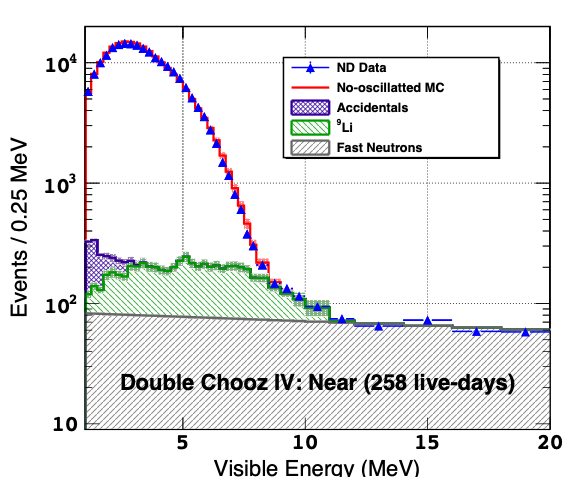 Events / 0.25 MeV
10⁴
10³
10²
10
ND Data
No-oscillatted MC
Accidentals
⁹Li
Fast Neutrons
Double Chooz IV: Near (258 live-days)
5
10
15
20
Visible Energy (MeV)